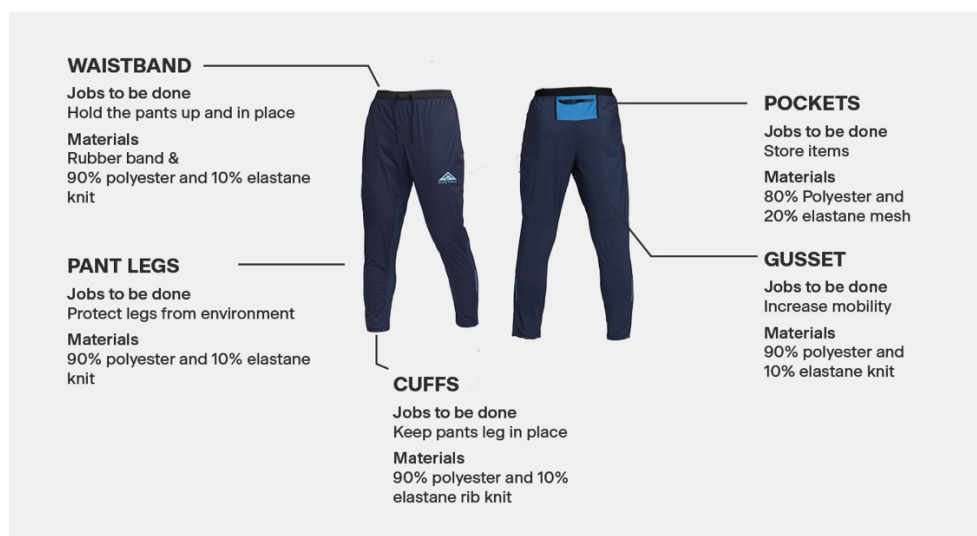 WAISTBAND
Jobs to be done
Hold the pants up and in place
Materials
Rubber band &
90% polyester and 10% elastane
knit
PANT LEGS
Jobs to be done
Protect legs from environment
Materials
90% polyester and 10% elastane
knit
CUFFS
Jobs to be done
Keep pants leg in place
Materials
90% polyester and 10%
elastane rib knit
POCKETS
Jobs to be done
Store items
Materials
80% Polyester and
20% elastane mesh
GUSSET
Jobs to be done
Increase mobility
Materials
90% polyester and
10% elastane knit